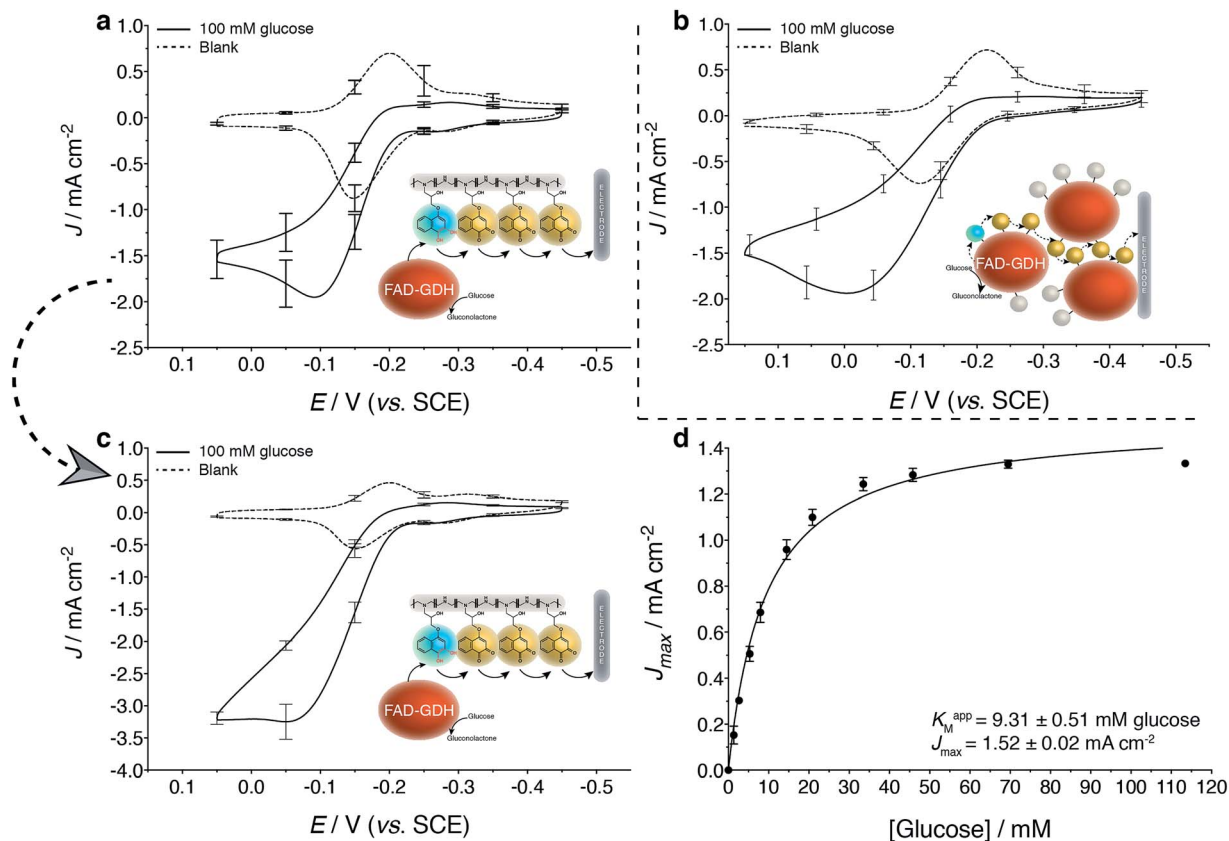 a
100 mM glucose
Blank
1.0
0.5
0.0
-0.5
-1.0
-1.5
-2.0
-2.5
J / mA cm-2
0.1
0.0
-0.1
-0.2
-0.3
-0.4
-0.5
E / V (vs. SCE)
FAD-GDH
Glucose
Gluconolactone
ELECTRODE
b
100 mM glucose
Blank
1.0
0.5
0.0
-0.5
-1.0
-1.5
-2.0
-2.5
J / mA cm-2
0.1
0.0
-0.1
-0.2
-0.3
-0.4
-0.5
E / V (vs. SCE)
FAD-GDH
Glucose
Gluconolactone
ELECTRODE
c
100 mM glucose
Blank
1.0
0.5
0.0
-0.5
-1.0
-1.5
-2.0
-2.5
-3.0
-3.5
-4.0
J / mA cm-2
0.1
0.0
-0.1
-0.2
-0.3
-0.4
-0.5
E / V (vs. SCE)
FAD-GDH
Glucose
Gluconolactone
ELECTRODE
d
1.4
1.2
1.0
0.8
0.6
0.4
0.2
0.0
Jmax / mA cm-2
0
10
20
30
40
50
60
70
80
90
100
110
120
[Glucose] / mM
KMapp = 9.31 ± 0.51 mM glucose
Jmax = 1.52 ± 0.02 mA cm-2